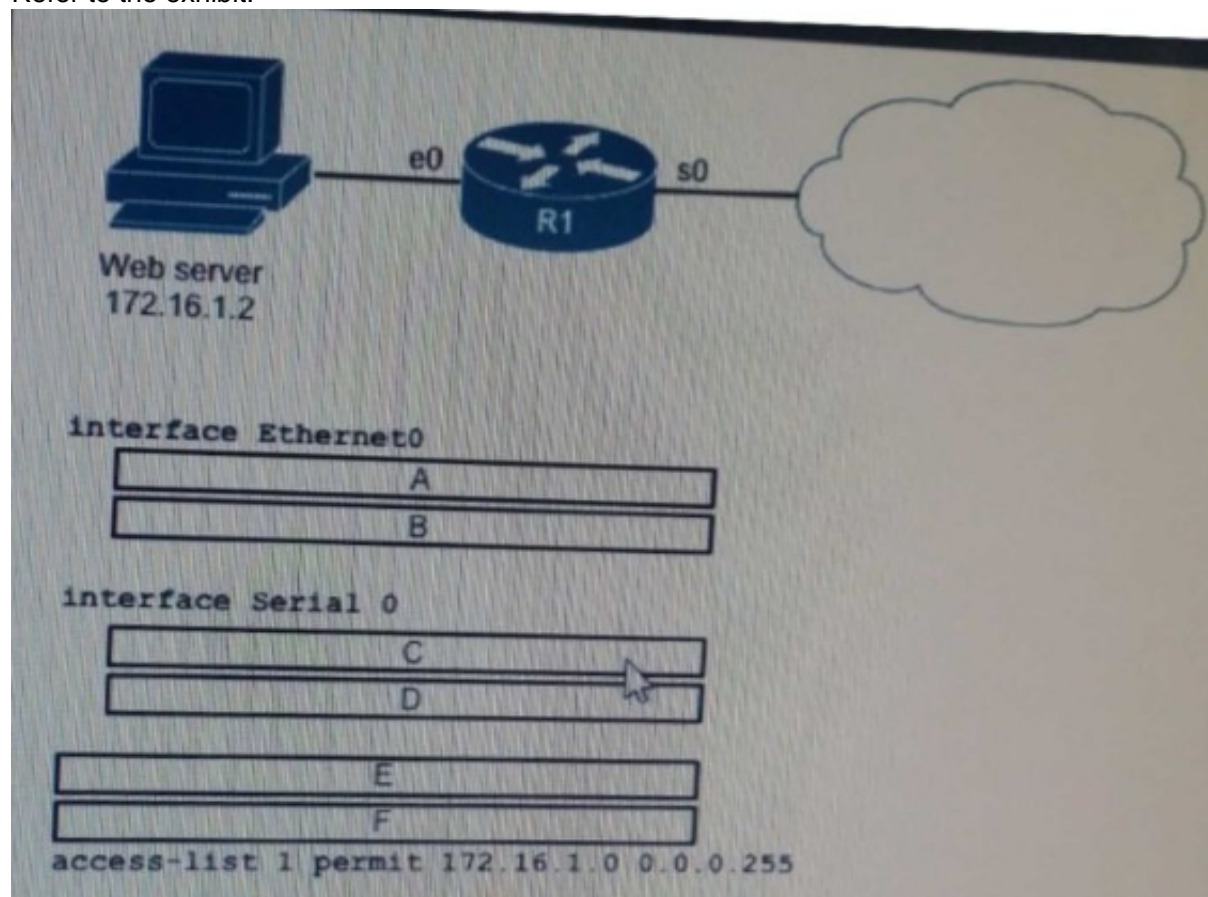 Refer to the exhibit.
e0
s0
R1
Web server
172.16.1.2
interface Ethernet0
A
B
interface Serial 0
C
D
E
F
access-list 1 permit 172.16.1.0 0.0.0.255